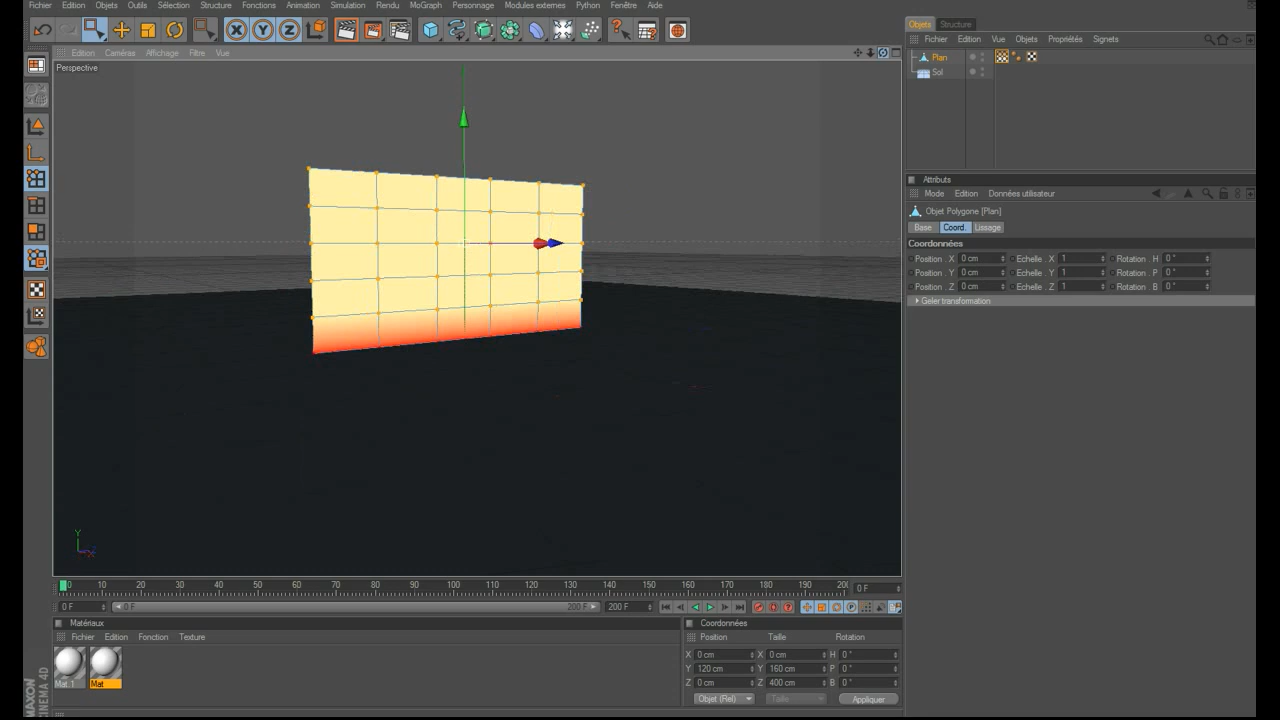 Fichier Edition Objets Outils Sélection Structure Fonctions Animation Simulation Rendu MoGraph Personnage Modules externes Python Fenêtre Aide
Objets Structure
Fichier Edition Vue Objets Propriétés Signets
Plan
Sol
Edition Caméras Affichage Filtre Vue
Perspective
X Y Z
Attributs
Mode Edition Données utilisateur
Objet Polygone [Plan]
Base Coord. Lissage
Coordonnées
Position . X 0 cm Echelle . X 1 Rotation . H 0 °
Position . Y 0 cm Echelle . Y 1 Rotation . P 0 °
Position . Z 0 cm Echelle . Z 1 Rotation . B 0 °
Geler transformation
Y
0 10 20 30 40 50 60 70 80 90 100 110 120 130 140 150 160 170 180 190 200 0 F
0 F 0 F 200 F 200 F
Matériaux
Fichier Edition Fonction Texture
Mat.1 Mat
Coordonnées
Position Taille Rotation
X 0 cm X 0 cm H 0 °
Y 120 cm Y 160 cm P 0 °
Z 0 cm Z 400 cm B 0 °
Objet (Rel) Taille Appliquer
MAXON
CINEMA 4D